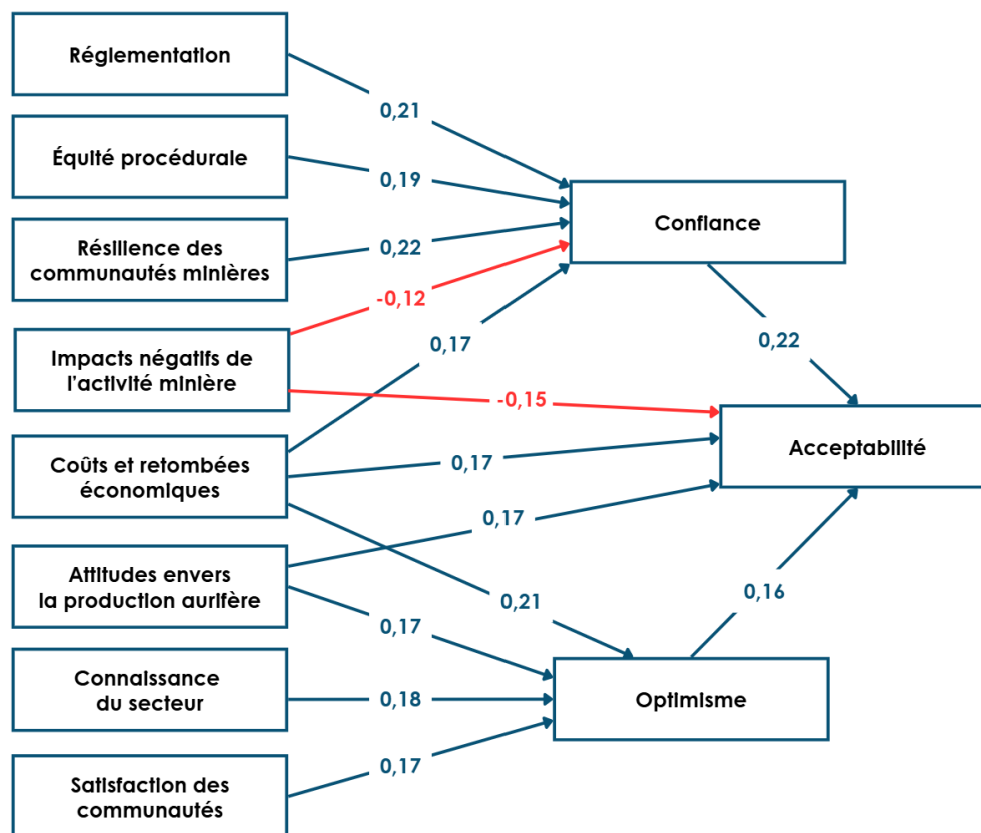 Réglementation
0,21
Équité procédurale
0,19
Confiance
Résilience des
communautés minières
0,22
-0,12
Impacts négatifs de
l'activité minière
0,17
0,22
-0,15
Coûts et retombées
économiques
0,17
Acceptabilité
0,17
Attitudes envers
la production aurifère
0,21
0,16
0,17
Connaissance
du secteur
0,18
Optimisme
0,17
Satisfaction des
communautés